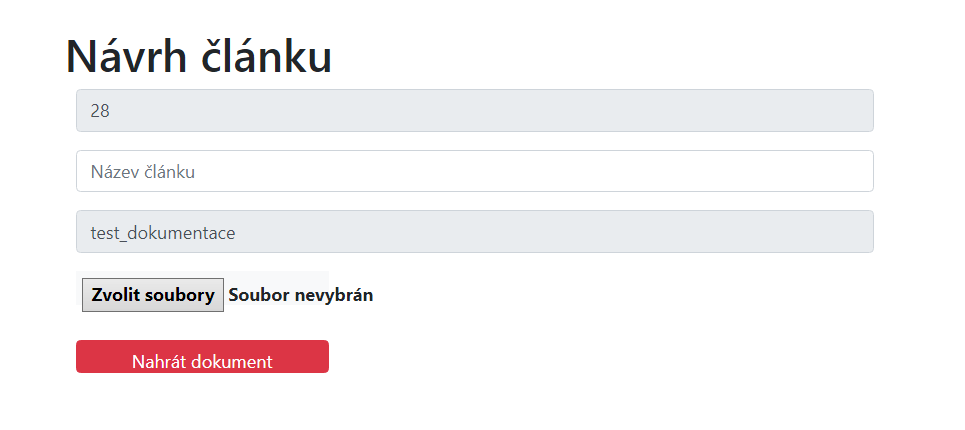 Návrh článku
28
Název článku
test_dokumentace
Zvolit soubory Soubor nevybrán
Nahrát dokument